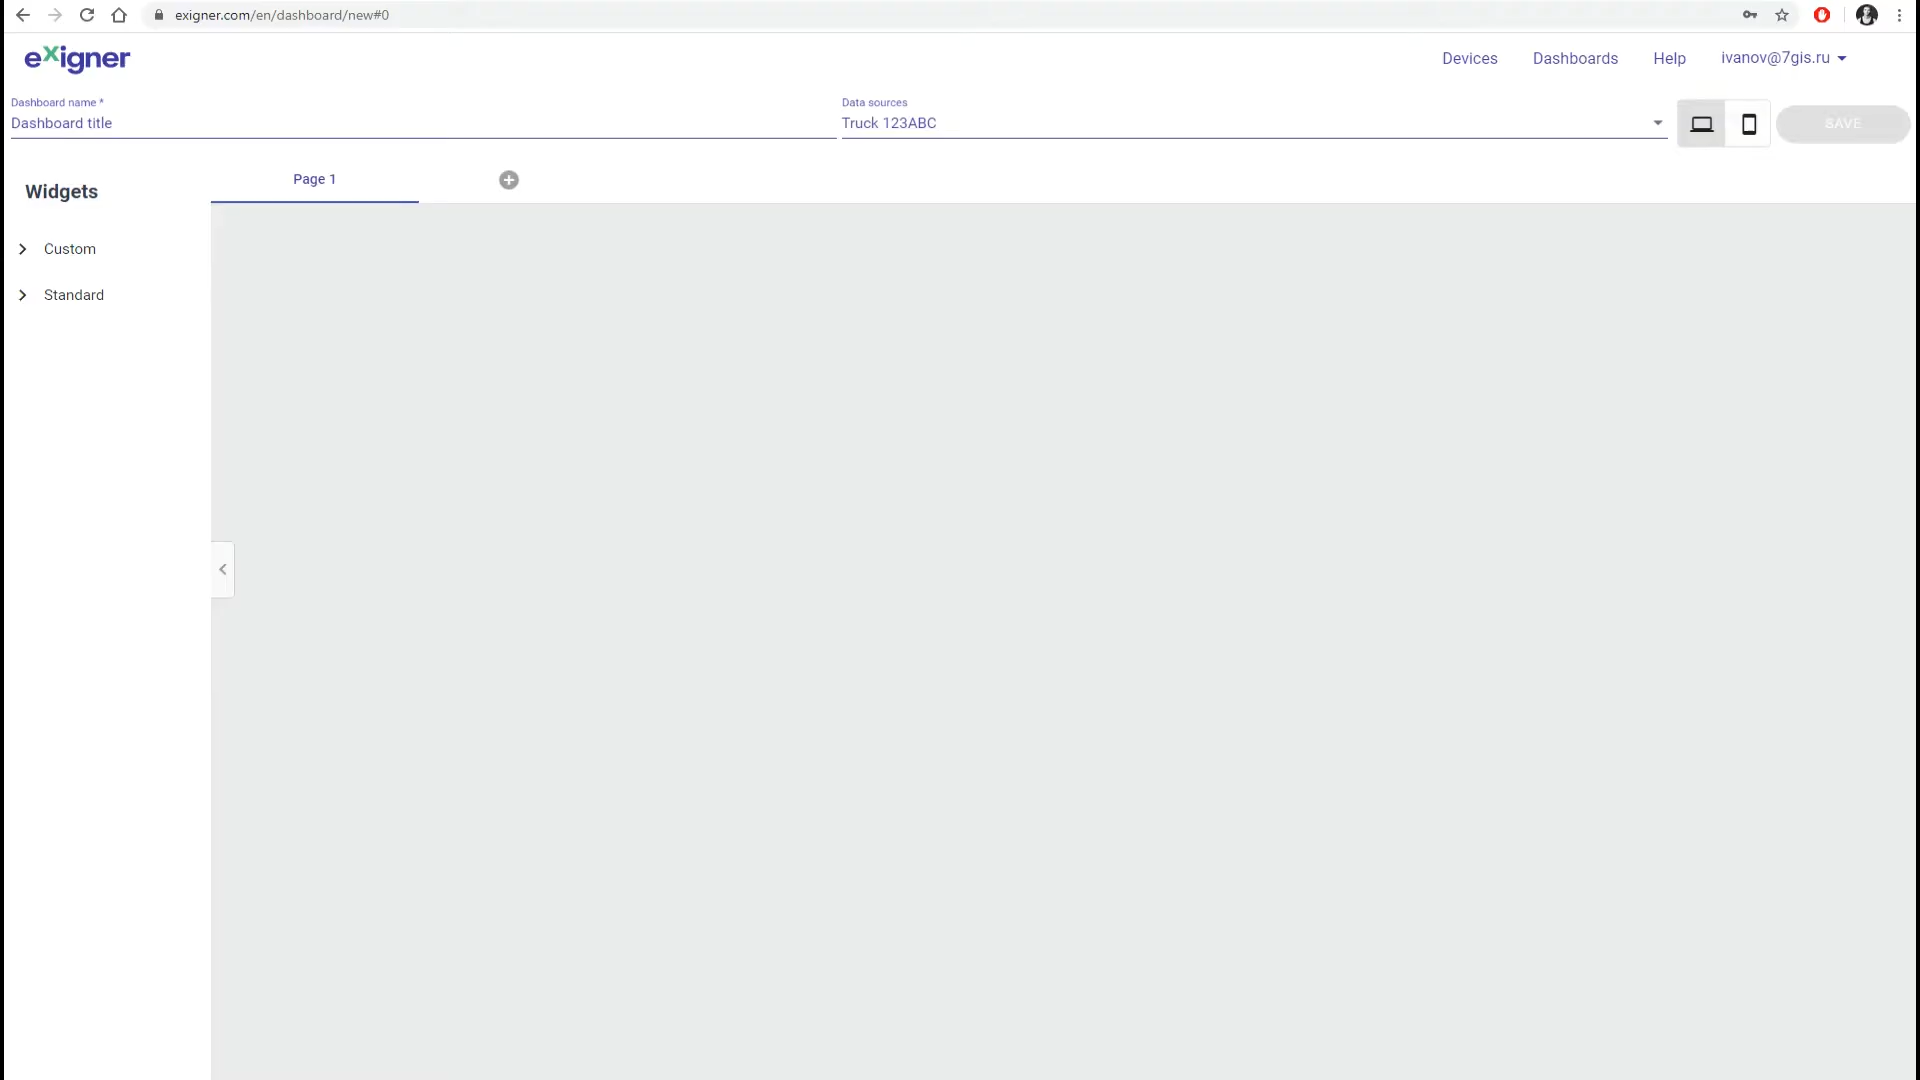 exigner.com/en/dashboard/new#0
eXigner
Devices Dashboards Help ivanov@7gis.ru
Dashboard name * Data sources
Dashboard title Truck 123ABC SAVE
Widgets Page 1
Custom
Standard